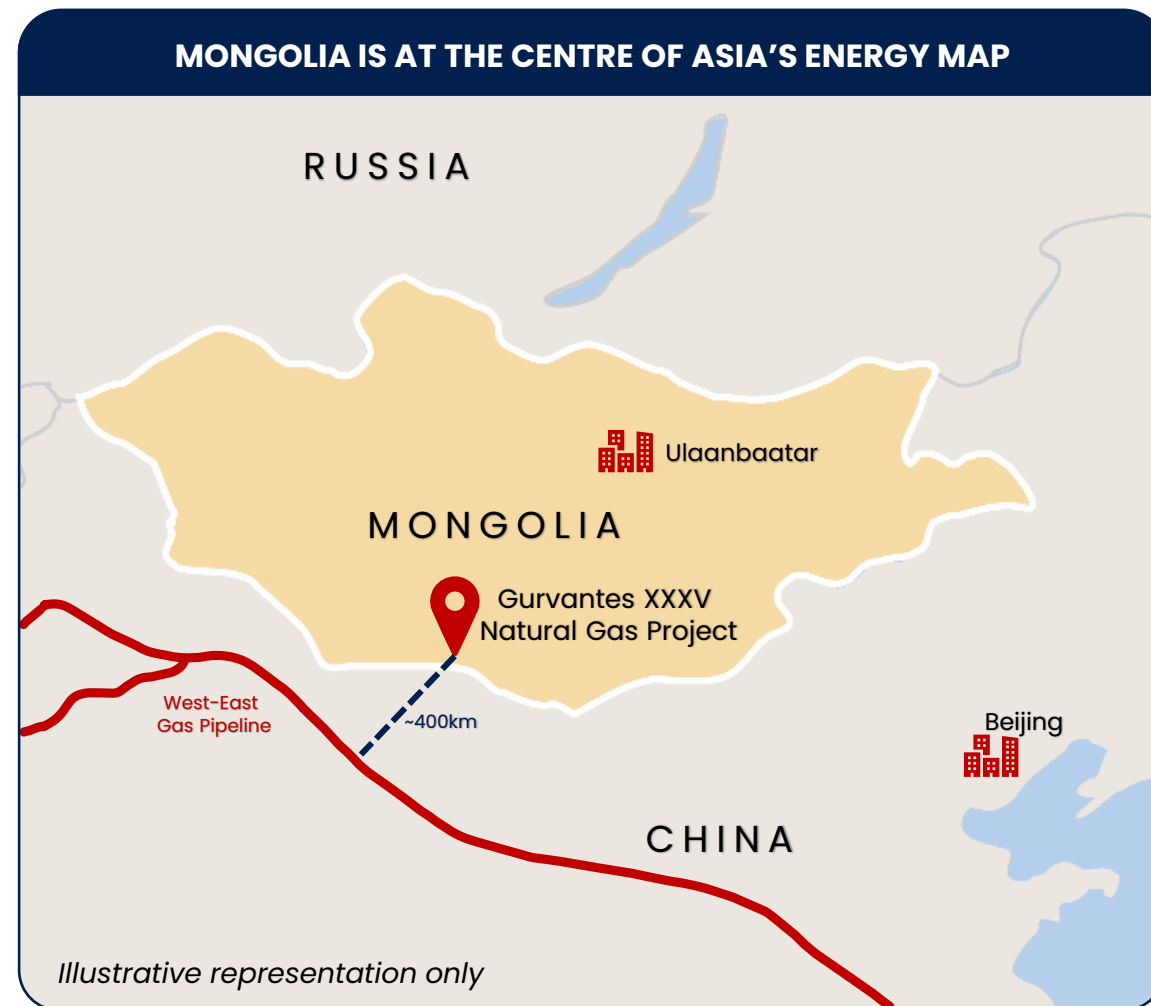 MONGOLIA IS AT THE CENTRE OF ASIA’S ENERGY MAP
RUSSIA
Ulaanbaatar
MONGOLIA
Gurvantes XXXV
Natural Gas Project
West-East
Gas Pipeline
~400km
Beijing
CHINA
Illustrative representation only